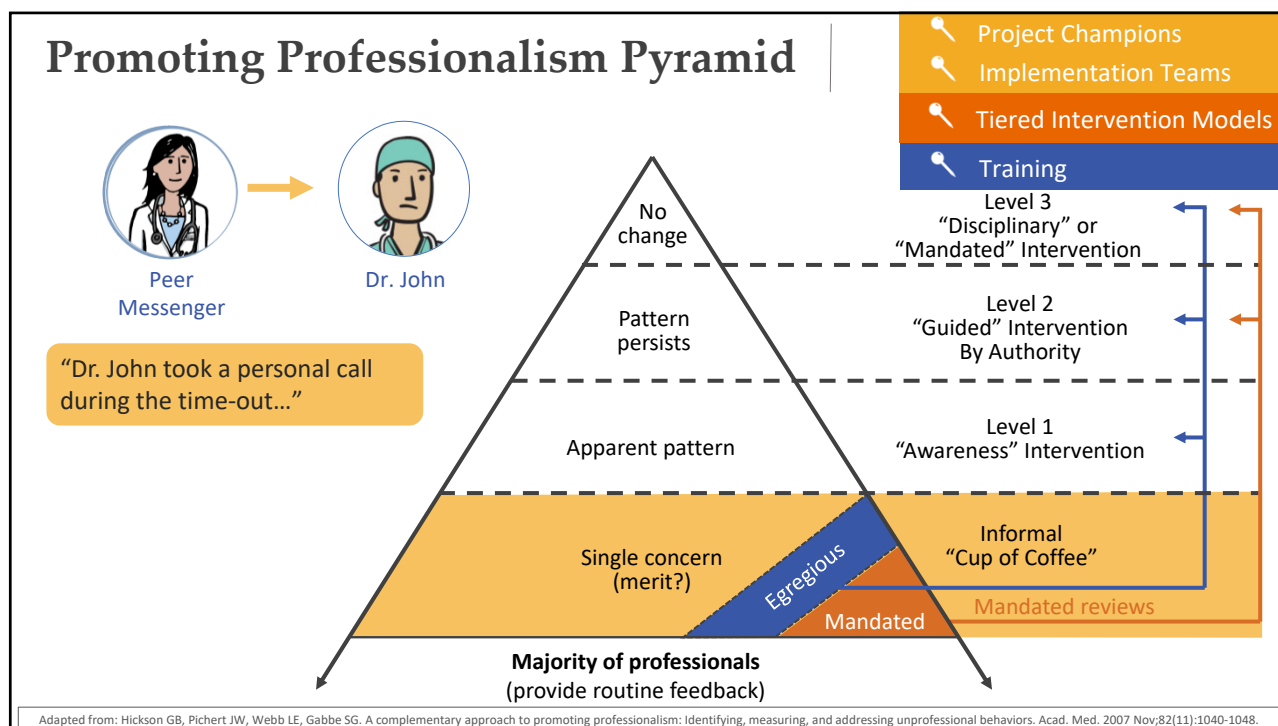 Promoting Professionalism Pyramid
Project Champions
Implementation Teams
Tiered Intervention Models
Training
Peer
Messenger
Dr. John
“Dr. John took a personal call
during the time-out…”
No
change
Level 3
“Disciplinary” or
“Mandated” Intervention
Pattern
persists
Level 2
“Guided” Intervention
By Authority
Apparent pattern
Level 1
“Awareness” Intervention
Single concern
(merit?)
Egregious
Mandated
Informal
“Cup of Coffee”
Mandated reviews
Majority of professionals
(provide routine feedback)
Adapted from: Hickson GB, Pichert JW, Webb LE, Gabbe SG. A complementary approach to promoting professionalism: Identifying, measuring, and addressing unprofessional behaviors. Acad. Med. 2007 Nov;82(11):1040-1048.